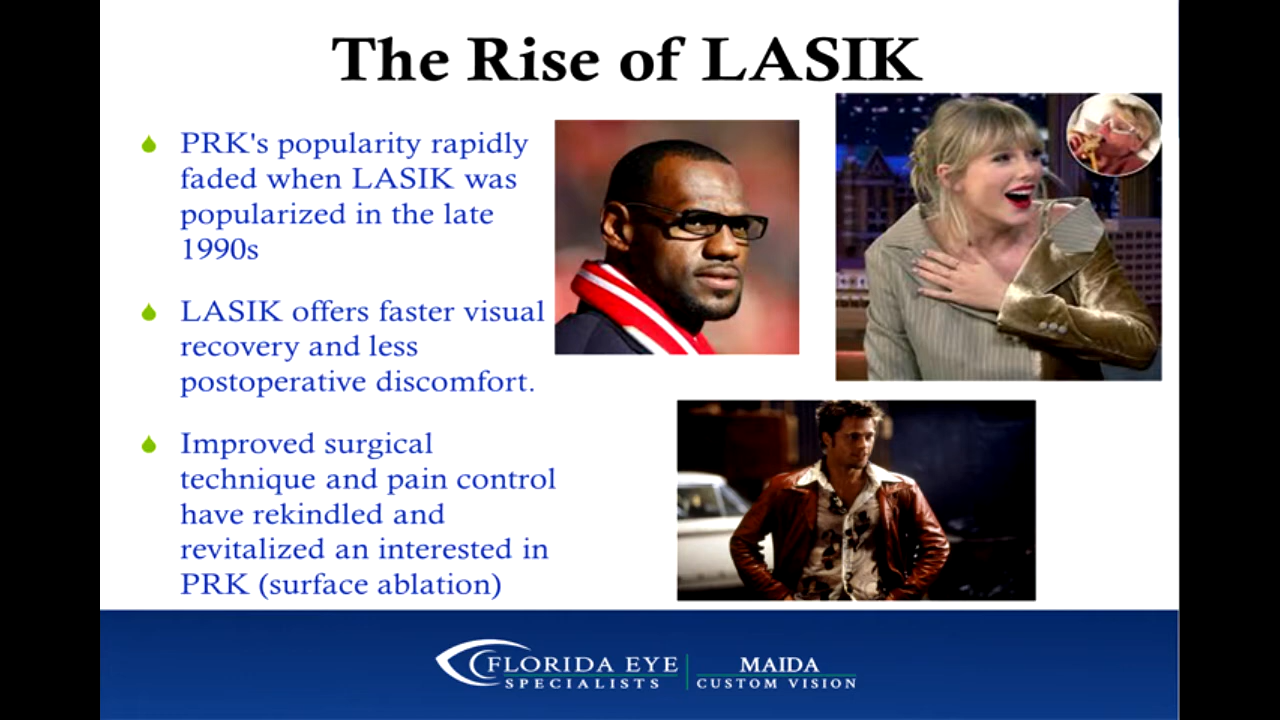 The Rise of LASIK
PRK's popularity rapidly
faded when LASIK was
popularized in the late
1990s
LASIK offers faster visual
recovery and less
postoperative discomfort.
Improved surgical
technique and pain control
have rekindled and
revitalized an interested in
PRK (surface ablation)
FLORIDA EYE
SPECIALISTS
MAIDA
CUSTOM VISION